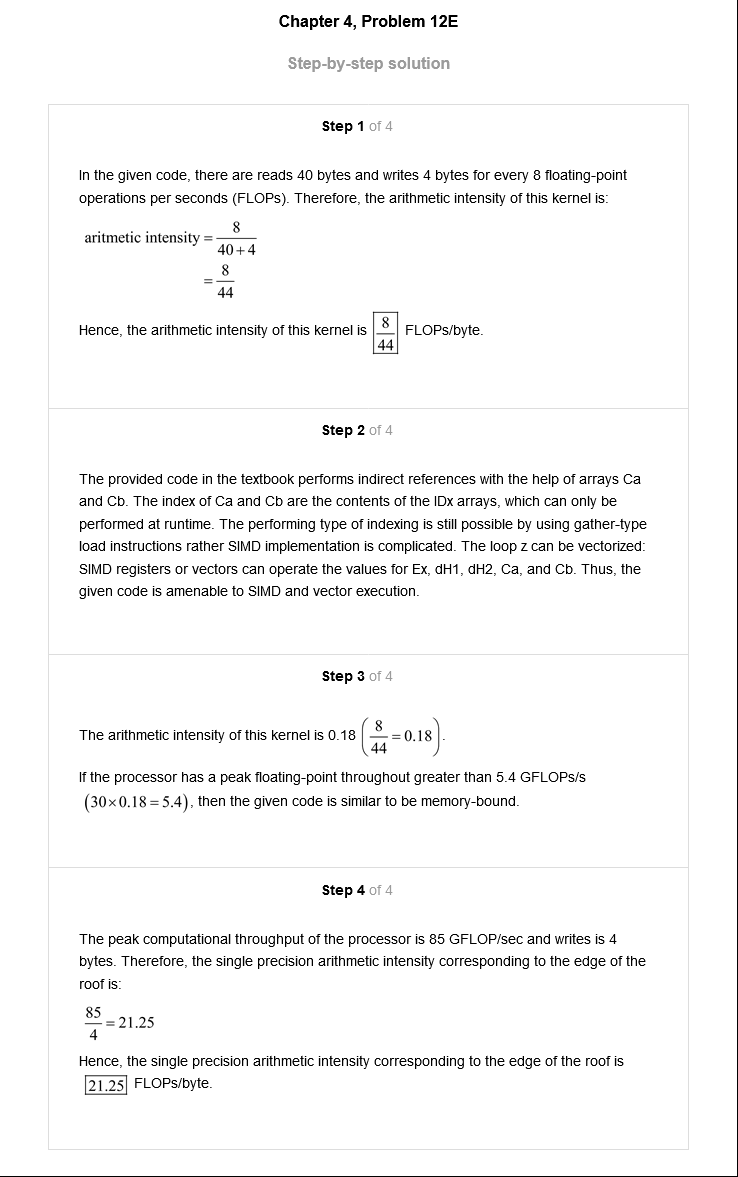 Chapter 4, Problem 12E
Step-by-step solution
Step 1 of 4
In the given code, there are reads 40 bytes and writes 4 bytes for every 8 floating-point
operations per seconds (FLOPs). Therefore, the arithmetic intensity of this kernel is:
aritmetic intensity = 8/(40+4)
= 8/44
Hence, the arithmetic intensity of this kernel is 8/44 FLOPs/byte.
Step 2 of 4
The provided code in the textbook performs indirect references with the help of arrays Ca
and Cb. The index of Ca and Cb are the contents of the IDx arrays, which can only be
performed at runtime. The performing type of indexing is still possible by using gather-type
load instructions rather SIMD implementation is complicated. The loop z can be vectorized:
SIMD registers or vectors can operate the values for Ex, dH1, dH2, Ca, and Cb. Thus, the
given code is amenable to SIMD and vector execution.
Step 3 of 4
The arithmetic intensity of this kernel is 0.18 (8/44 = 0.18).
If the processor has a peak floating-point throughout greater than 5.4 GFLOPs/s
(30×0.18 = 5.4), then the given code is similar to be memory-bound.
Step 4 of 4
The peak computational throughput of the processor is 85 GFLOP/sec and writes is 4
bytes. Therefore, the single precision arithmetic intensity corresponding to the edge of the
roof is:
85/4 = 21.25
Hence, the single precision arithmetic intensity corresponding to the edge of the roof is
21.25 FLOPs/byte.